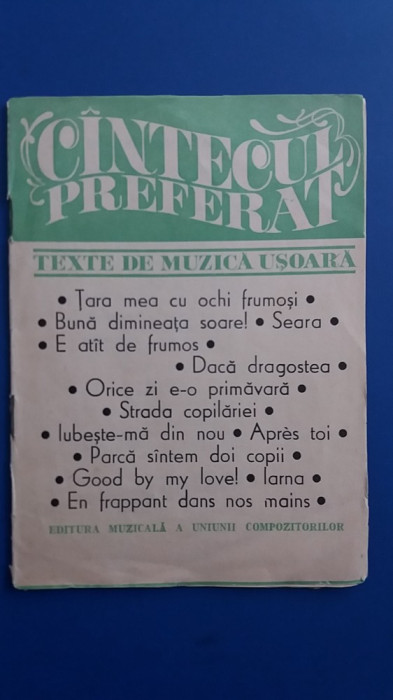 CÎNTECUL
PREFERAT
TEXTE DE MUZICĂ UȘOARĂ
• Țara mea cu ochi frumoși •
• Bună dimineața soare! • Seara •
• E atît de frumos •
• Dacă dragostea •
• Orice zi e-o primăvară •
• Strada copilăriei •
• Iubește-mă din nou • Après toi •
• Parcă sîntem doi copii •
• Good by my love! • Iarna •
• En frappant dans nos mains •
EDITURA MUZICALĂ A UNIUNII COMPOZITORILOR